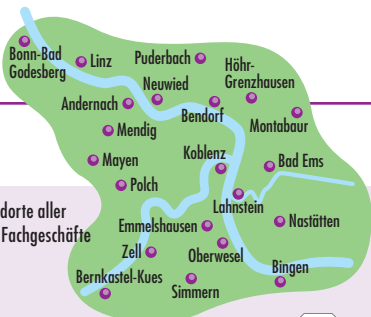 Bonn-Bad
Godesberg
Linz
Puderbach
Höhr-
Grenzhausen
Neuwied
Andernach
Bendorf
Montabaur
Mendig
Koblenz
Mayen
Bad Ems
Polch
Lahnstein
dorte aller
Fachgeschäfte
Emmelshausen
Nastätten
Zell
Oberwesel
Bingen
Bernkastel-Kues
Simmern